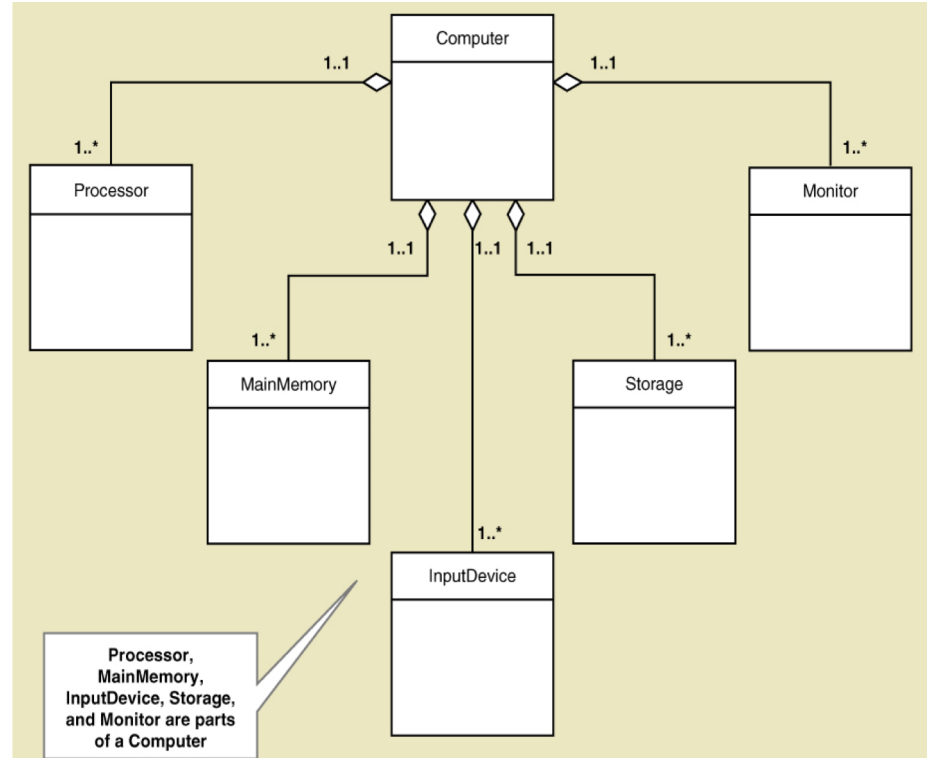 Computer
1..1
1..1
1..*
1..*
Processor
Monitor
1..1
1..1
1..1
1..*
1..*
MainMemory
Storage
1..*
InputDevice
Processor,
MainMemory,
InputDevice, Storage,
and Monitor are parts
of a Computer